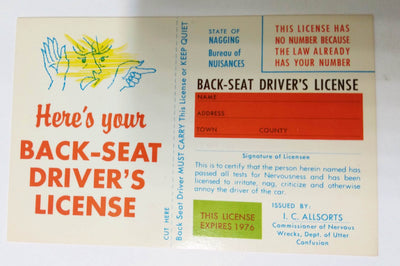 Here's your
BACK-SEAT
DRIVER'S
LICENSE
CUT HERE
Back Seat Driver MUST CARRY This License or KEEP QUIET
STATE OF
NAGGING
Bureau of
NUISANCES
THIS LICENSE HAS
NO NUMBER BECAUSE
THE LAW ALREADY
HAS YOUR NUMBER
BACK-SEAT DRIVER'S LICENSE
NAME
ADDRESS
TOWN COUNTY
Signature of Licensee
This is to certify that the person herein named has
passed all tests for Nervousness and has been
licensed to irritate, nag, criticize and otherwise
annoy the driver of the car.
THIS LICENSE
EXPIRES 1976
ISSUED BY:
I. C. ALLSORTS
Commissioner of Nervous
Wrecks, Dept. of Utter
Confusion